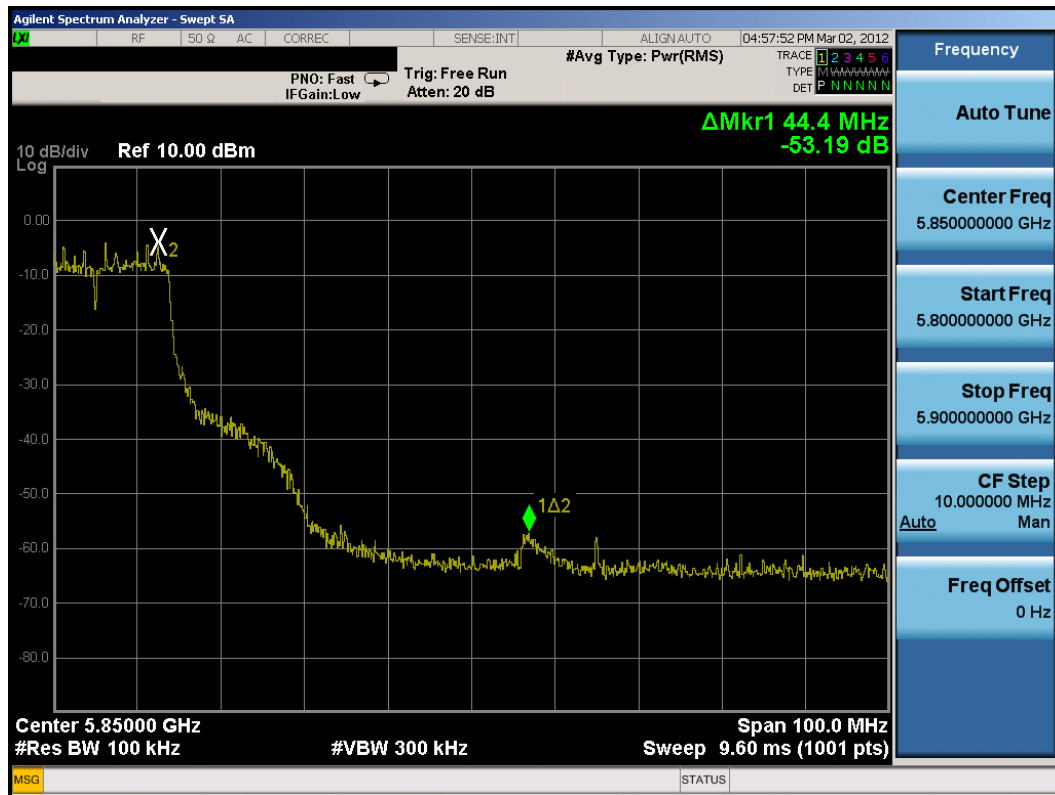 Agilent Spectrum Analyzer - Swept SA
LXI RF 50 Ω AC CORREC SENSE:INT ALIGN AUTO 04:57:52 PM Mar 02, 2012
#Avg Type: Pwr(RMS)
TRACE 1 2 3 4 5 6
PNO: Fast Trig: Free Run
TYPE M WWWWW
IFGain:Low Atten: 20 dB
DET P N N N N N
ΔMkr1 44.4 MHz
-53.19 dB
10 dB/div Ref 10.00 dBm
Log
0.00
-10.0
-20.0
-30.0
-40.0
-50.0
-60.0
-70.0
-80.0
X2
1Δ2
Center 5.85000 GHz Span 100.0 MHz
#Res BW 100 kHz #VBW 300 kHz Sweep 9.60 ms (1001 pts)
MSG STATUS
Frequency
Auto Tune
Center Freq
5.850000000 GHz
Start Freq
5.800000000 GHz
Stop Freq
5.900000000 GHz
CF Step
10.000000 MHz
Auto Man
Freq Offset
0 Hz